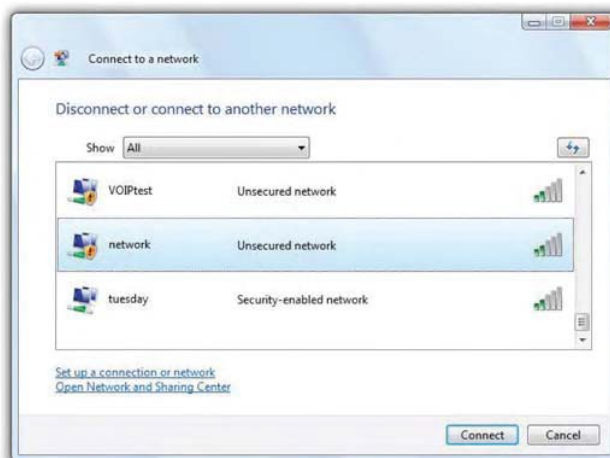 Connect to a network
Disconnect or connect to another network
Show All
VOIPtest Unsecured network
network Unsecured network
tuesday Security-enabled network
Set up a connection or network
Open Network and Sharing Center
Connect Cancel